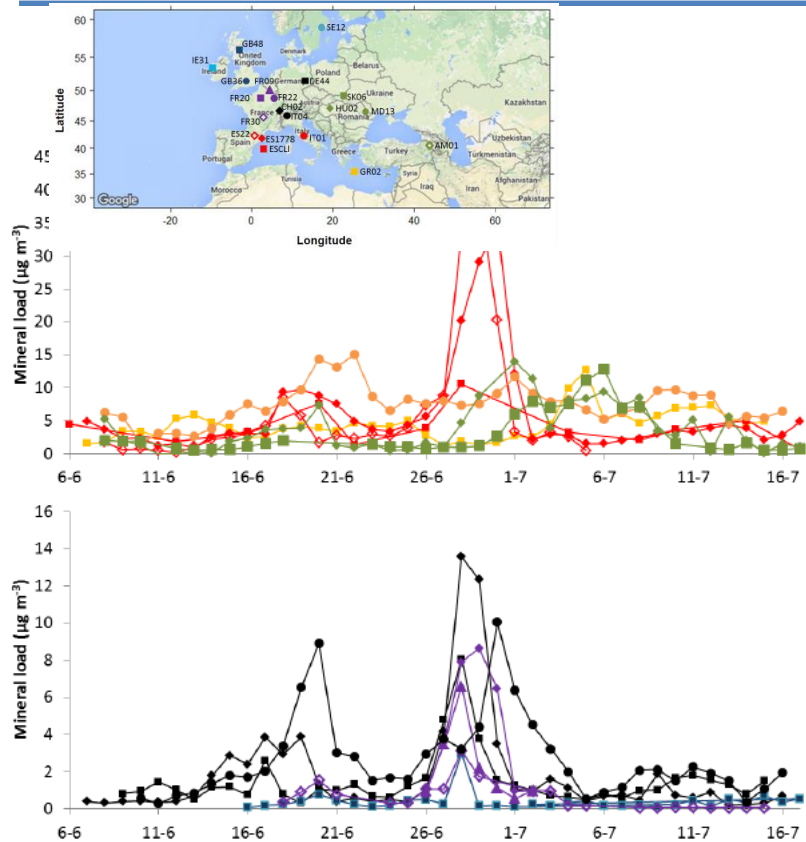 60
SE12
55
GB48
United
Kingdom
Denmark
IE31
Ireland
Poland
Belarus
50
GB36
FR09
Germany
DE44
Ukraine
SK06
FR20
FR22
CH02
Austria
HU02
MD13
45
France
IT04
Romania
FR30
Italy
ES22
ES1778
IT01
40
Spain
ESCLI
Portugal
Greece
Turkey
AM01
Kazakhstan
Uzbekistan
Turkmenistan
35
GR02
Syria
Tunisia
Iraq
Iran
Afghanistan
30
Morocco
Pakistan
Google
-20 0 20 40 60
Latitude
Longitude
45
40
35
30
25
20
15
10
5
0
Mineral load (µg m⁻³)
6-6 11-6 16-6 21-6 26-6 1-7 6-7 11-7 16-7
16
14
12
10
8
6
4
2
0
Mineral load (µg m⁻³)
6-6 11-6 16-6 21-6 26-6 1-7 6-7 11-7 16-7